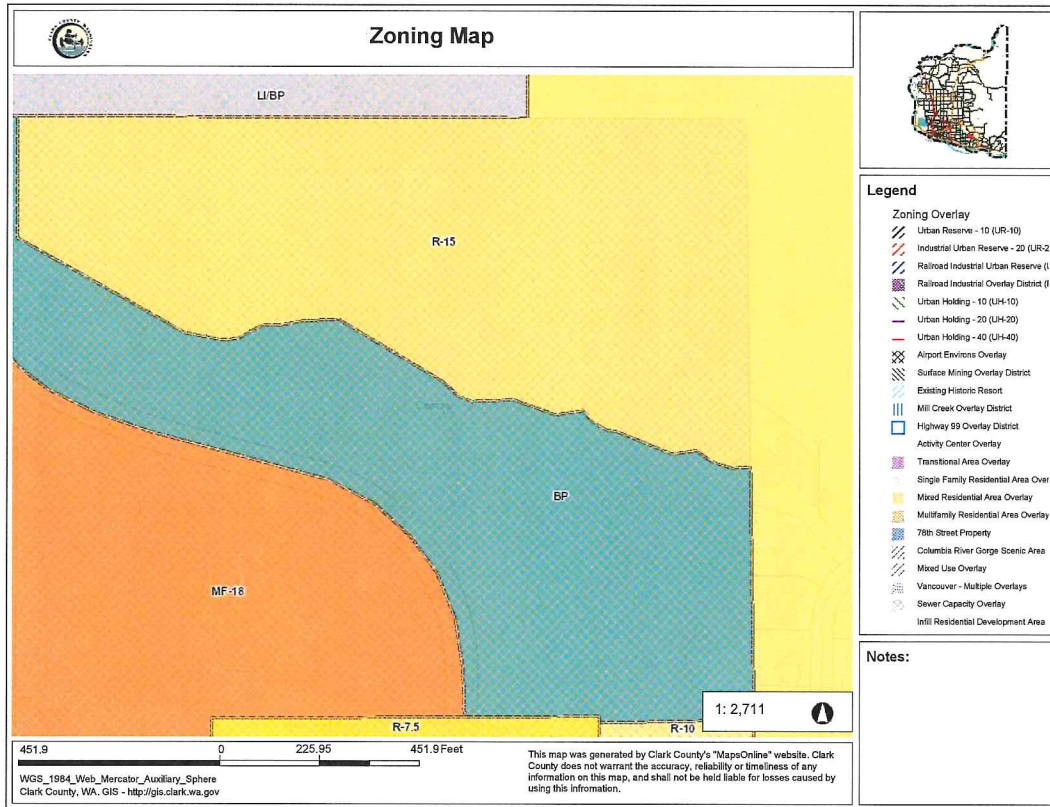 Zoning Map
LI/BP
R-15
BP
MF-18
R-7.5
R-10
1: 2,711
451.9
0
225.95
451.9 Feet
WGS_1984_Web_Mercator_Auxiliary_Sphere
Clark County, WA. GIS - http://gis.clark.wa.gov
This map was generated by Clark County's "MapsOnline" website. Clark
County does not warrant the accuracy, reliability or timeliness of any
information on this map, and shall not be held liable for losses caused by
using this infromation.
Legend
Zoning Overlay
Urban Reserve - 10 (UR-10)
Industrial Urban Reserve - 20 (UR-2
Railroad Industrial Urban Reserve (
Railroad Industrial Overlay District (
Urban Holding - 10 (UH-10)
Urban Holding - 20 (UH-20)
Urban Holding - 40 (UH-40)
Airport Environs Overlay
Surface Mining Overlay District
Existing Historic Resort
Mill Creek Overlay District
Highway 99 Overlay District
Activity Center Overlay
Transitional Area Overlay
Single Family Residential Area Over
Mixed Residential Area Overlay
Multifamily Residential Area Overlay
78th Street Property
Columbia River Gorge Scenic Area
Mixed Use Overlay
Vancouver - Multiple Overlays
Sewer Capacity Overlay
Infill Residential Development Area
Notes: